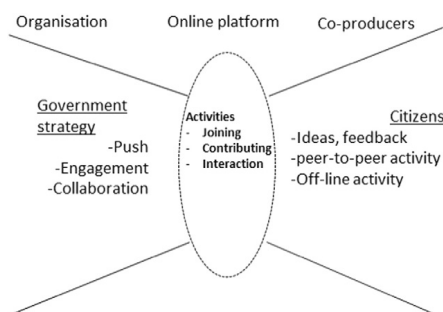 Organisation
Online platform
Co-producers
Government
strategy
-Push
-Engagement
-Collaboration
Activities
- Joining
- Contributing
- Interaction
Citizens
-Ideas, feedback
-peer-to-peer activity
-Off-line activity